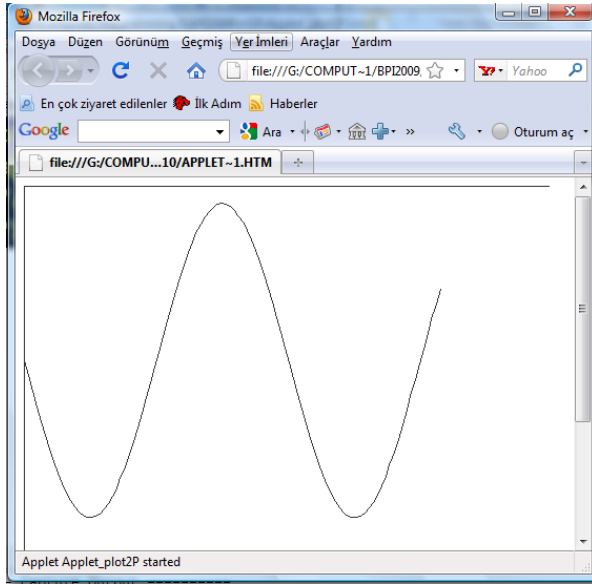 Mozilla Firefox
Dosya Düzen Görünüm Geçmiş Yer İmleri Araçlar Yardım
file:///G:/COMPUT~1/BPI2009, Yahoo
En çok ziyaret edilenler İlk Adım Haberler
Google Ara » Oturum aç
file:///G:/COMPU...10/APPLET~1.HTM
Applet Applet_plot2P started